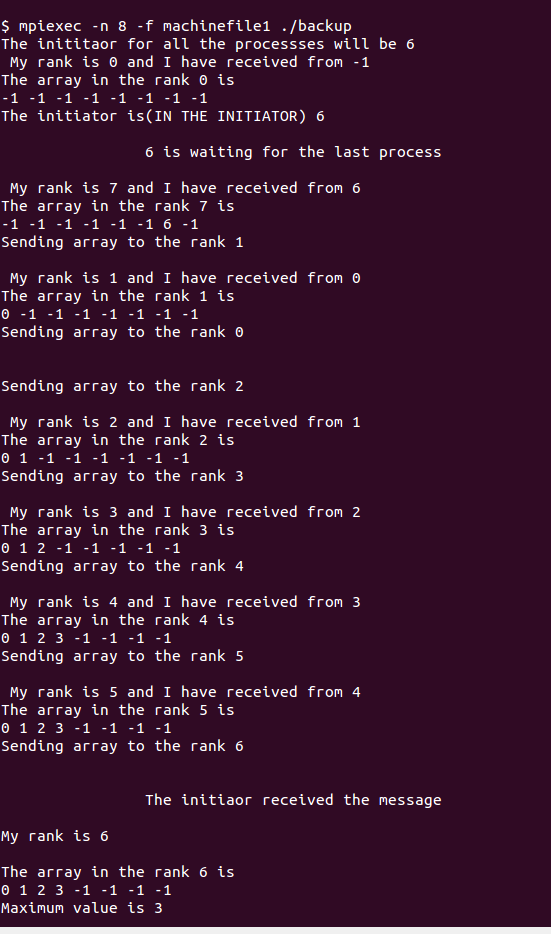 $ mpiexec -n 8 -f machinefile1 ./backup
The inititaor for all the processses will be 6
My rank is 0 and I have received from -1
The array in the rank 0 is
-1 -1 -1 -1 -1 -1 -1 -1
The initiator is(IN THE INITIATOR) 6
6 is waiting for the last process
My rank is 7 and I have received from 6
The array in the rank 7 is
-1 -1 -1 -1 -1 -1 6 -1
Sending array to the rank 1
My rank is 1 and I have received from 0
The array in the rank 1 is
0 -1 -1 -1 -1 -1 -1 -1
Sending array to the rank 0
Sending array to the rank 2
My rank is 2 and I have received from 1
The array in the rank 2 is
0 1 -1 -1 -1 -1 -1 -1
Sending array to the rank 3
My rank is 3 and I have received from 2
The array in the rank 3 is
0 1 2 -1 -1 -1 -1 -1
Sending array to the rank 4
My rank is 4 and I have received from 3
The array in the rank 4 is
0 1 2 3 -1 -1 -1 -1
Sending array to the rank 5
My rank is 5 and I have received from 4
The array in the rank 5 is
0 1 2 3 -1 -1 -1 -1
Sending array to the rank 6
The initiaor received the message
My rank is 6
The array in the rank 6 is
0 1 2 3 -1 -1 -1 -1
Maximum value is 3